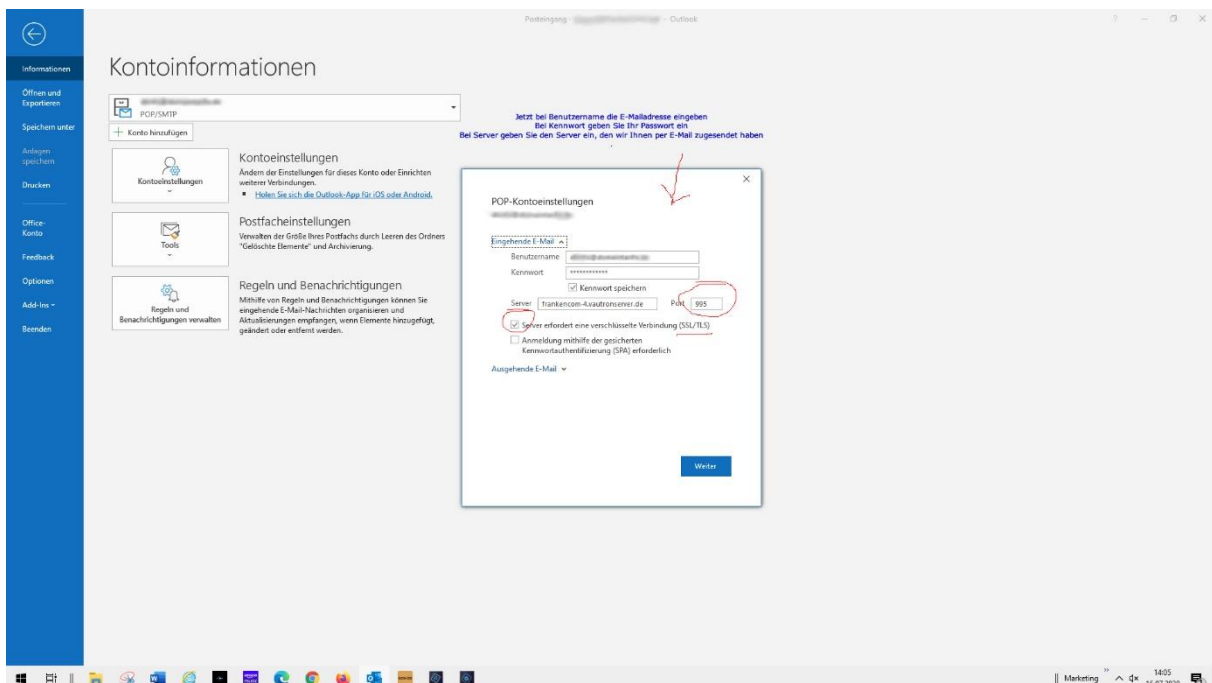 Posteingang - - Outlook
Informationen
Öffnen und
Exportieren
Speichern unter
Anlagen
speichern
Drucken
Office-
Konto
Feedback
Optionen
Add-Ins
Beenden
Kontoinformationen
POP/SMTP
Konto hinzufügen
Kontoeinstellungen
Kontoeinstellungen
Ändern der Einstellungen für dieses Konto oder Einrichten
weiterer Verbindungen.
Holen Sie sich die Outlook-App für iOS oder Android.
Tools
Postfacheinstellungen
Verwalten der Größe Ihres Postfachs durch Leeren des Ordners
"Gelöschte Elemente" und Archivierung.
Regeln und
Benachrichtigungen verwalten
Regeln und Benachrichtigungen
Mithilfe von Regeln und Benachrichtigungen können Sie
eingehende E-Mail-Nachrichten organisieren und
Aktualisierungen empfangen, wenn Elemente hinzugefügt,
geändert oder entfernt werden.
Jetzt bei Benutzername die E-Mailadresse eingeben
Bei Kennwort geben Sie Ihr Passwort ein
Bei Server geben Sie den Server ein, den wir Ihnen per E-Mail zugesendet haben
POP-Kontoeinstellungen
Eingehende E-Mail
Benutzername
Kennwort ************
Kennwort speichern
Server frankencom-4.vautronserver.de Port 995
Server erfordert eine verschlüsselte Verbindung (SSL/TLS)
Anmeldung mithilfe der gesicherten
Kennwortauthentifizierung (SPA) erforderlich
Ausgehende E-Mail
Weiter
Marketing
14:05